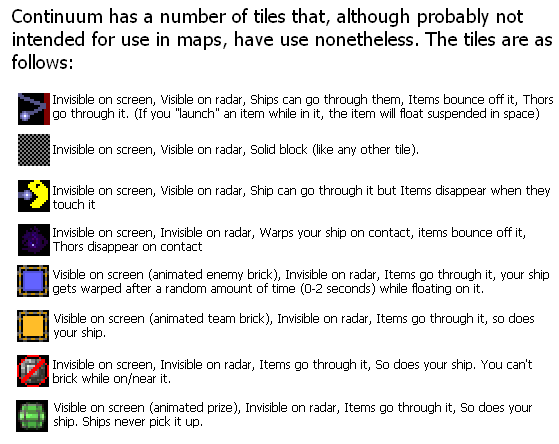 Continuum has a number of tiles that, although probably not
intended for use in maps, have use nonetheless. The tiles are as
follows:
Invisible on screen, Visible on radar, Ships can go through them, Items bounce off it, Thors
go through it. (If you "launch" an item while in it, the item will float suspended in space)
Invisible on screen, Visible on radar, Solid block (like any other tile).
Invisible on screen, Visible on radar, Ship can go through it but Items disappear when they
touch it
Invisible on screen, Invisible on radar, Warps your ship on contact, items bounce off it,
Thors disappear on contact
Visible on screen (animated enemy brick), Invisible on radar, Items go through it, your ship
gets warped after a random amount of time (0-2 seconds) while floating on it.
Visible on screen (animated team brick), Invisible on radar, Items go through it, so does
your ship.
Invisible on screen, Invisible on radar, Items go through it, So does your ship. You can't
brick while on/near it.
Visible on screen (animated prize), Invisible on radar, Items go through it, So does your
ship. Ships never pick it up.